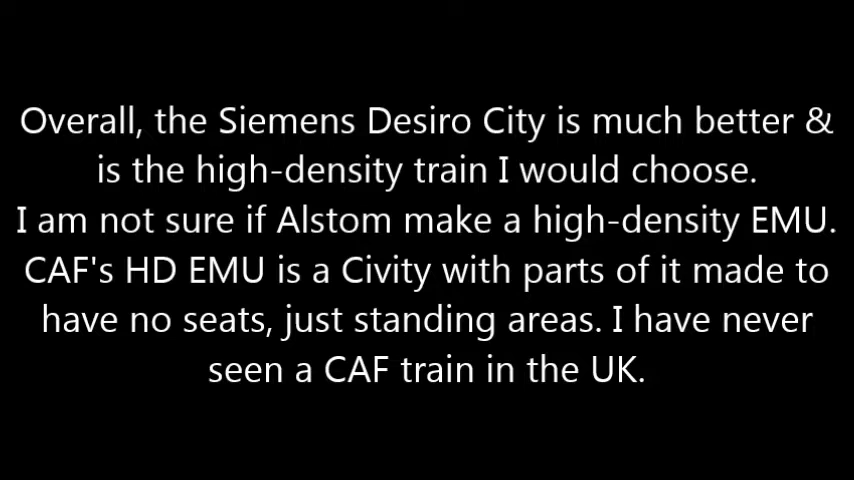 Overall, the Siemens Desiro City is much better &
is the high-density train I would choose.
I am not sure if Alstom make a high-density EMU.
CAF's HD EMU is a Civity with parts of it made to
have no seats, just standing areas. I have never
seen a CAF train in the UK.